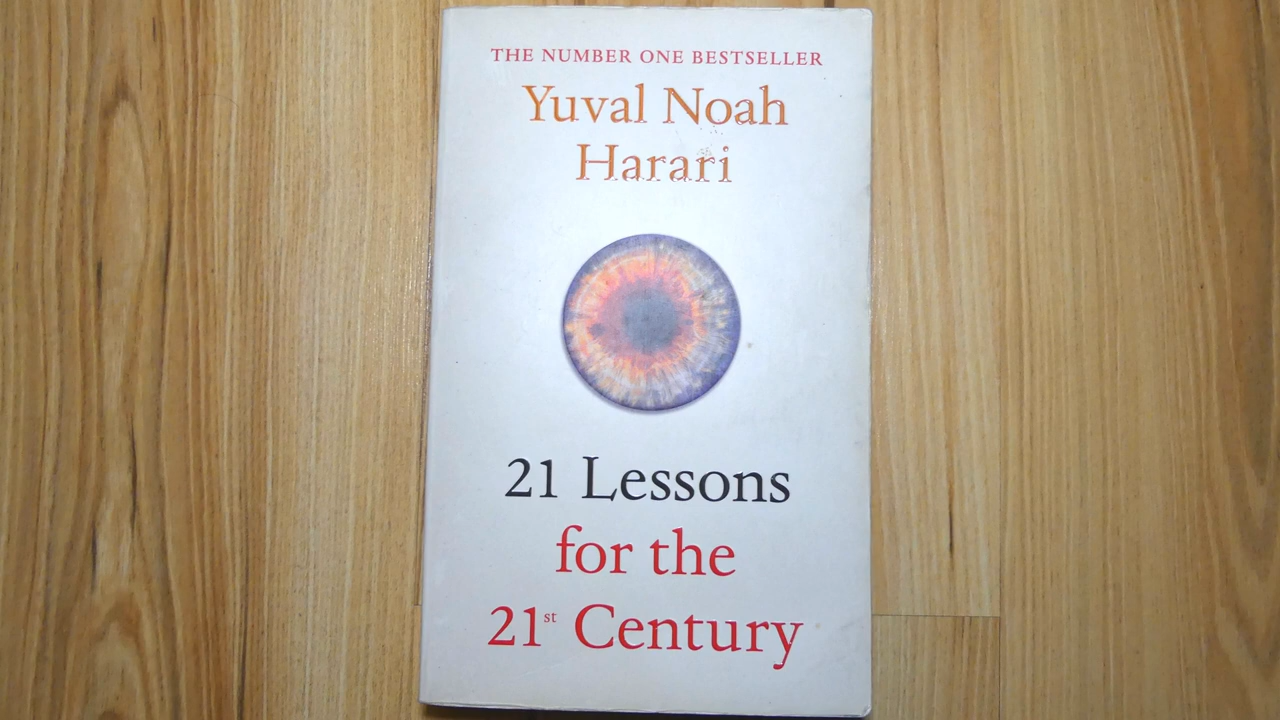 THE NUMBER ONE BESTSELLER
Yuval Noah
Harari
21 Lessons
for the
21st Century